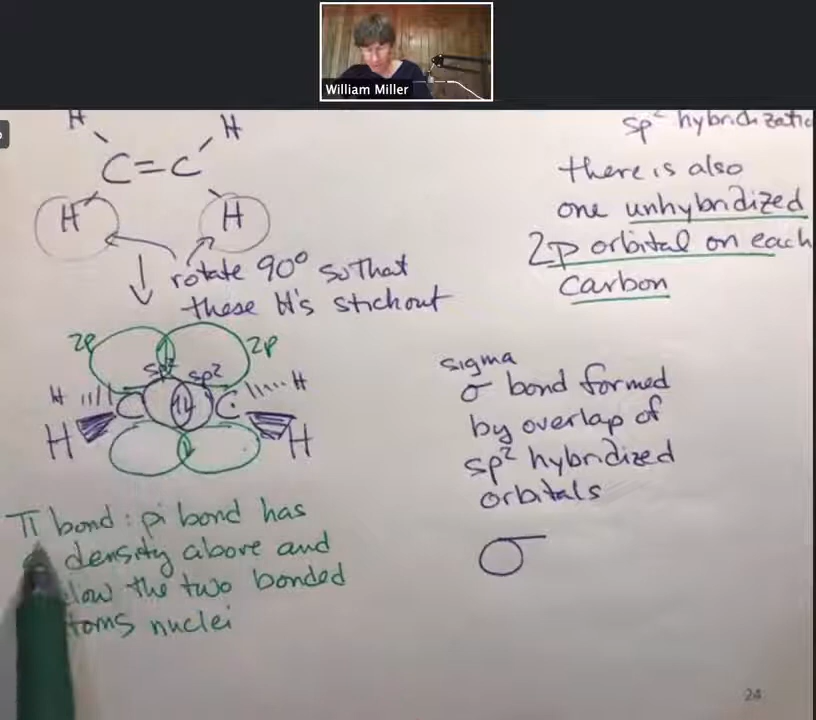 William Miller
H
H
C=C
H
H
rotate 90° so that
these H's stick out
2p
2p
sp²
sp²
H
H
C
1↓
C
H
H
π bond: pi bond has
density above and
low the two bonded
toms nuclei
sp² hybridizatio
there is also
one unhybridized
2p orbital on each
carbon
sigma
σ bond formed
by overlap of
sp² hybridized
orbitals
σ
24